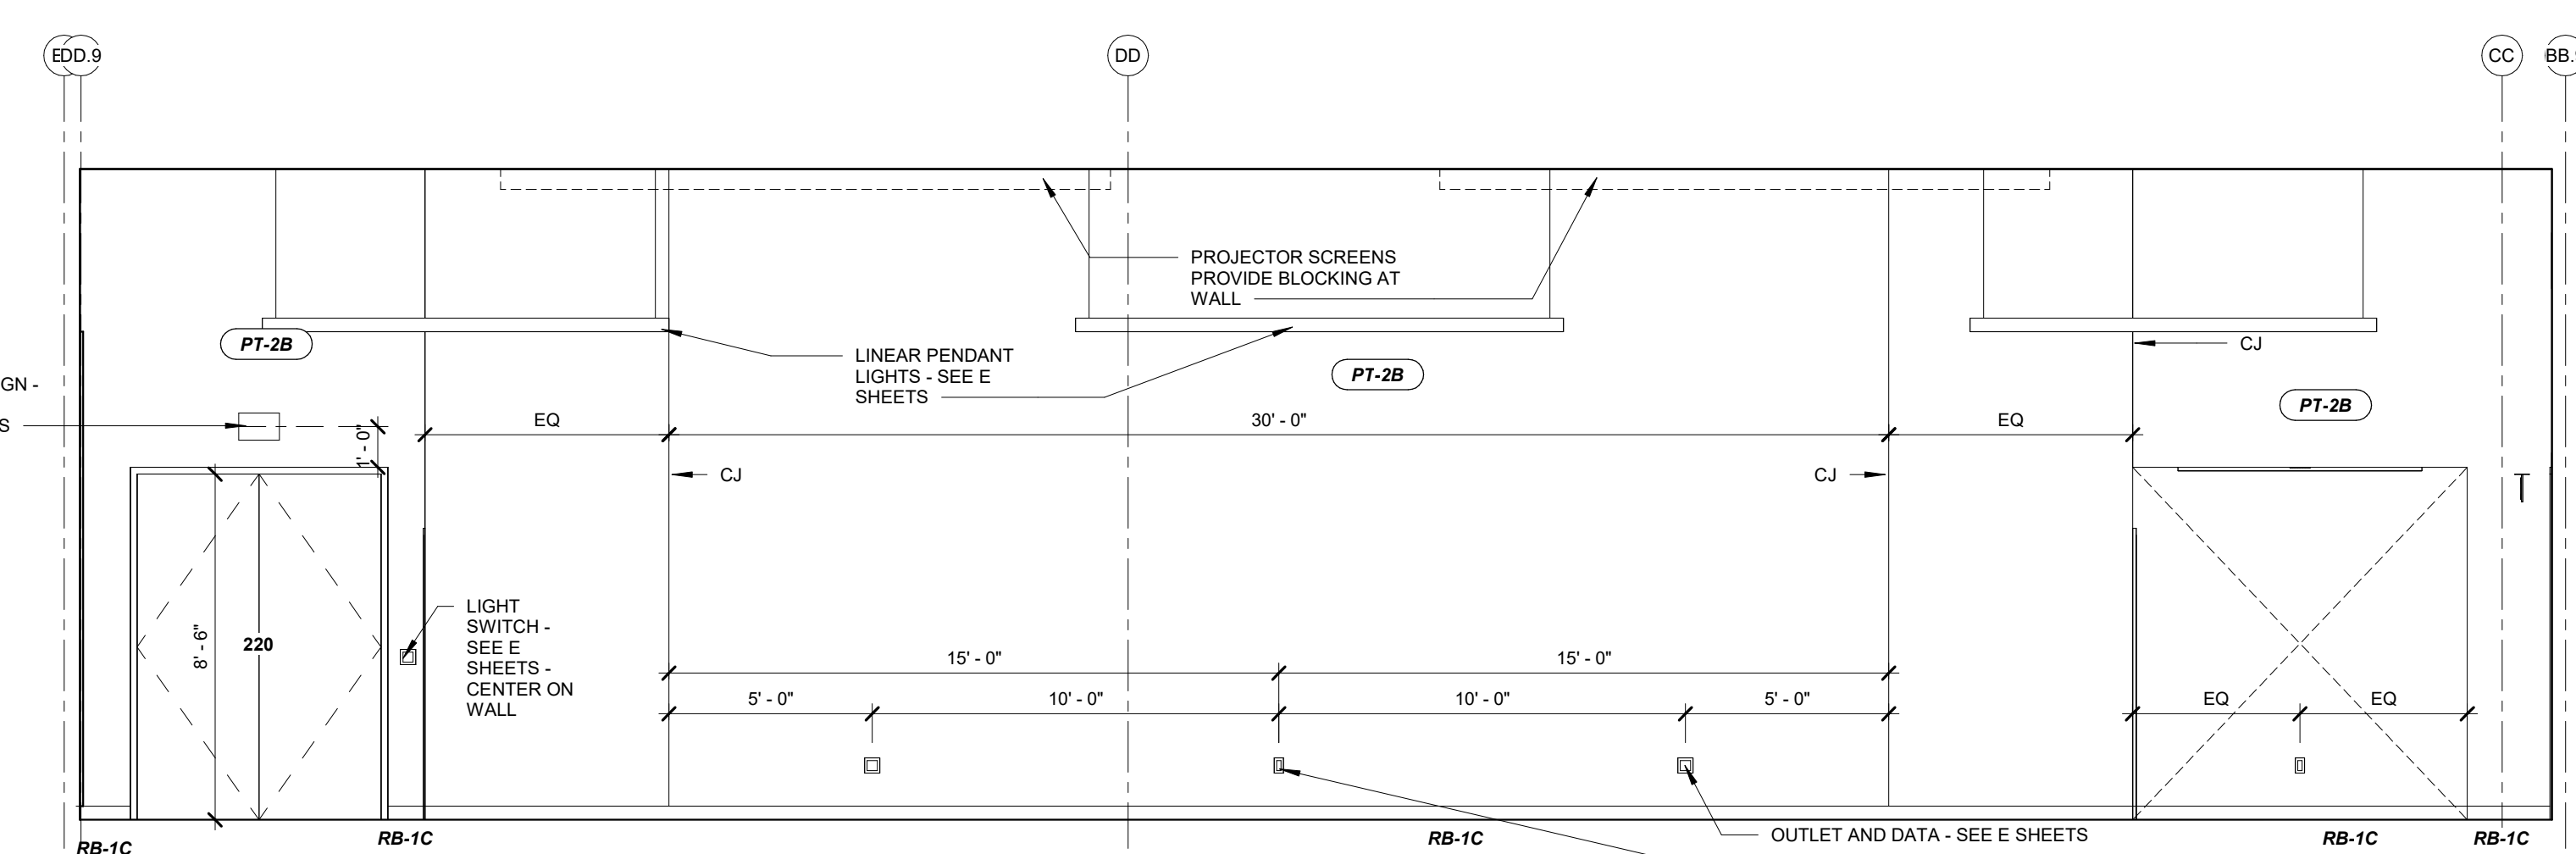 EDD.9
DD
CC
BB.
PROJECTOR SCREENS
PROVIDE BLOCKING AT
WALL
PT-2B
LINEAR PENDANT
LIGHTS - SEE E
SHEETS
PT-2B
CJ
PT-2B
GN -
S
1' - 0"
EQ
30' - 0"
EQ
CJ
CJ
8' - 6"
220
LIGHT
SWITCH -
SEE E
SHEETS -
CENTER ON
WALL
15' - 0"
15' - 0"
5' - 0"
10' - 0"
10' - 0"
5' - 0"
EQ
EQ
OUTLET AND DATA - SEE E SHEETS
RB-1C
RB-1C
RB-1C
RB-1C
RB-1C